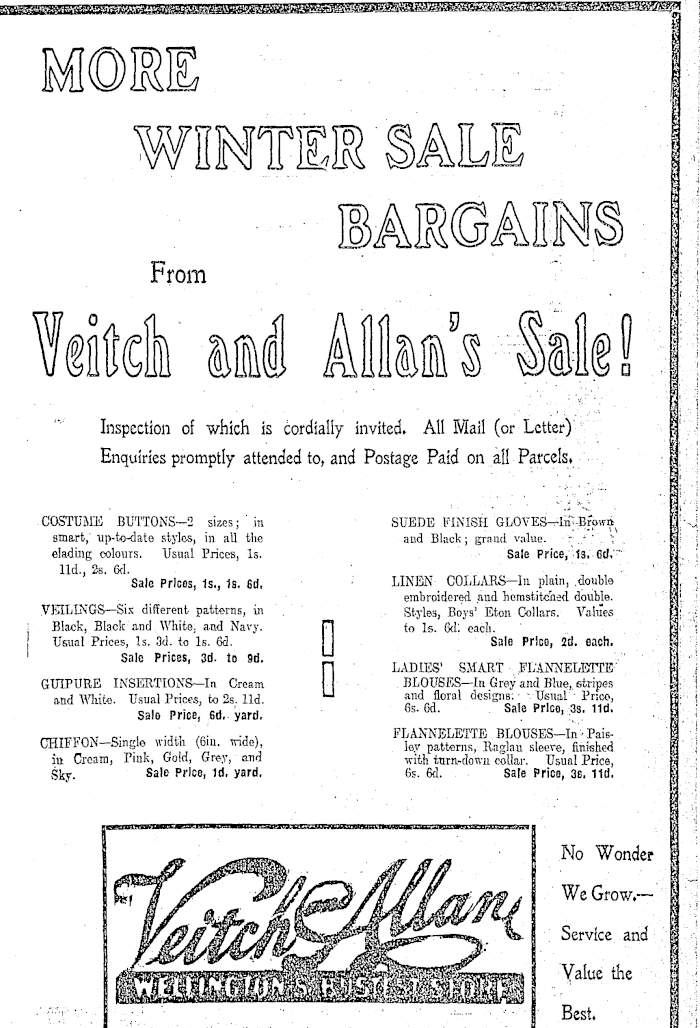 MORE
WINTER SALE
BARGAINS
From
Veitch and Allan's Sale!
Inspection of which is cordially invited. All Mail (or Letter)
Enquiries promptly attended to, and Postage Paid on all Parcels.
COSTUME BUTTONS—2 sizes; in
smart, up-to-date styles, in all the
elading colours. Usual Prices, 1s.
11d., 2s. 6d.
Sale Prices, 1s., 1s. 6d.
VEILINGS—Six different patterns, in
Black, Black and White, and Navy.
Usual Prices, 1s. 3d. to 1s. 6d.
Sale Prices, 3d. to 9d.
GUIPURE INSERTIONS—In Cream
and White. Usual Prices, to 2s. 11d.
Sale Price, 6d. yard.
CHIFFON—Single width (6in. wide),
in Cream, Pink, Gold, Grey, and
Sky. Sale Price, 1d. yard.
SUEDE FINISH GLOVES—In Brown
and Black; grand value.
Sale Price, 1s. 6d.
LINEN COLLARS—In plain, double
embroidered and hemstitched double.
Styles, Boys' Eton Collars. Values
to 1s. 6d. each.
Sale Price, 2d. each.
LADIES' SMART FLANNELETTE
BLOUSES—In Grey and Blue, stripes
and floral designs. Usual Price,
6s. 6d. Sale Price, 3s. 11d.
FLANNELETTE BLOUSES—In Pais-
ley patterns, Raglan sleeve, finished
with turn-down collar. Usual Price,
6s. 6d. Sale Price, 3s. 11d.
Veitch & Allan
WELLINGTON'S BUSIEST STORE
No Wonder
We Grow.—
Service and
Value the
Best.